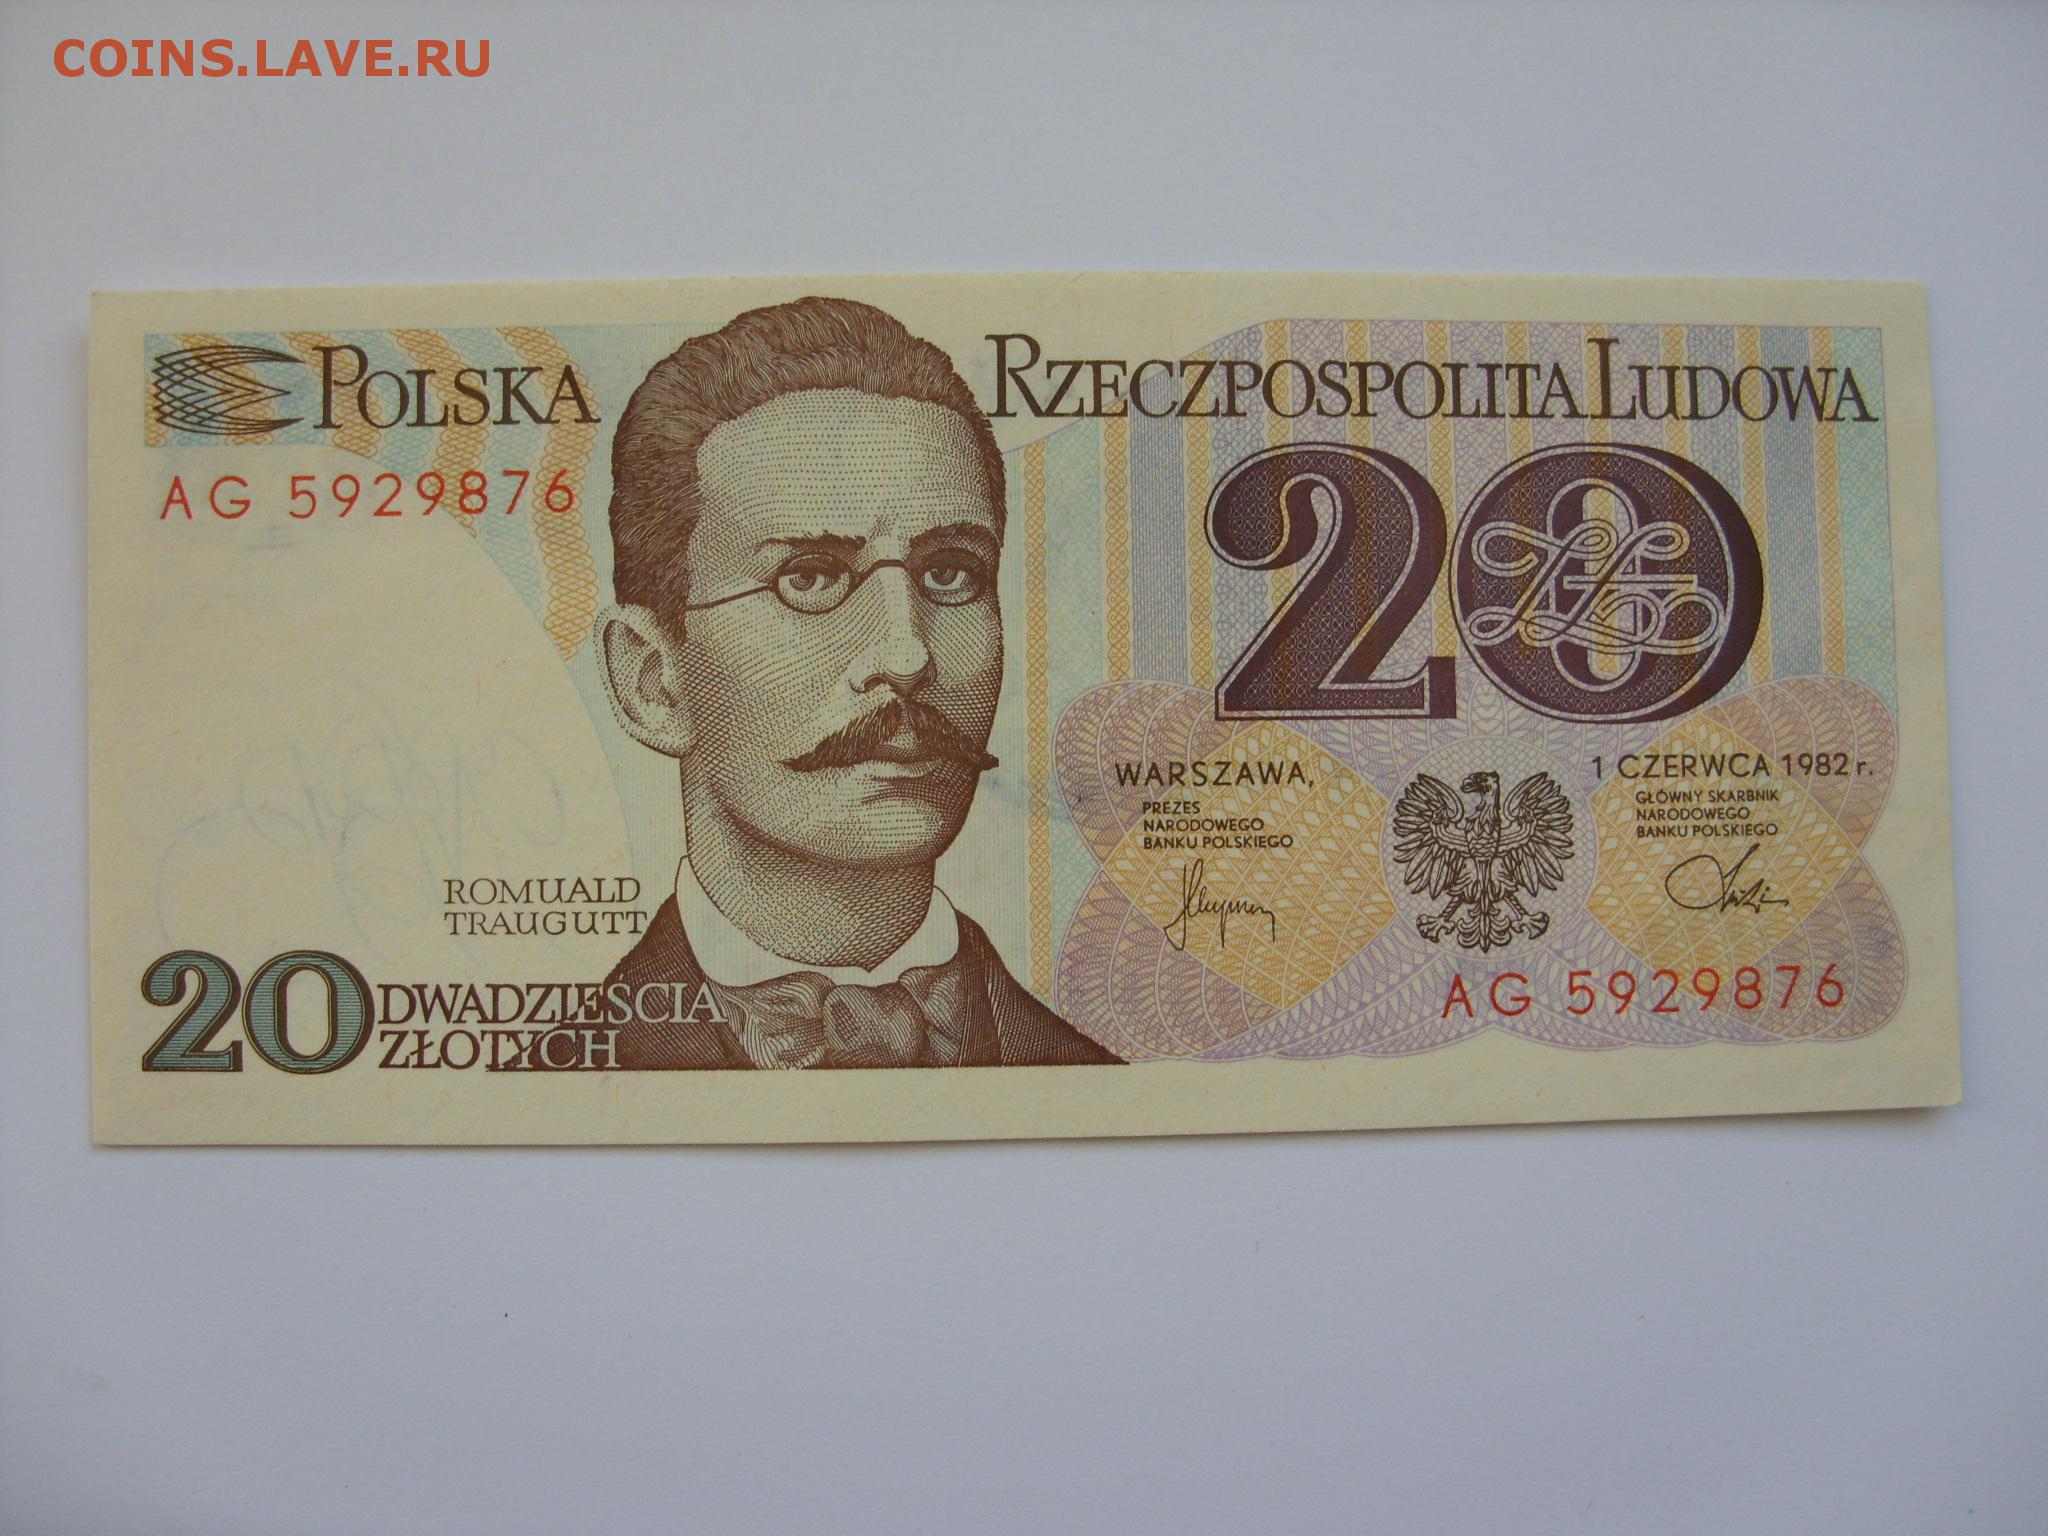 COINS.LAVE.RU
POLSKA
RZECZPOSPOLITA LUDOWA
AG 5929876
20
WARSZAWA,
1 CZERWCA 1982 r.
PREZES
NARODOWEGO
BANKU POLSKIEGO
GŁÓWNY SKARBNIK
NARODOWEGO
BANKU POLSKIEGO
ROMUALD
TRAUGUTT
20 DWADZIEŚCIA
ZŁOTYCH
AG 5929876